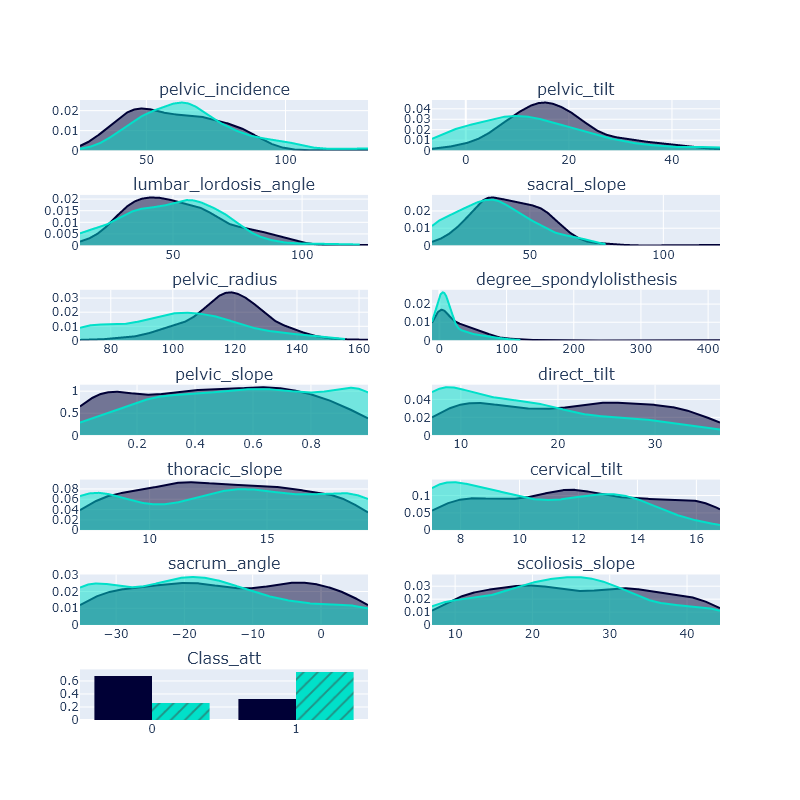 pelvic_incidence
0.02
0.01
0
50 100
pelvic_tilt
0.04
0.03
0.02
0.01
0
0 20 40
lumbar_lordosis_angle
0.02
0.015
0.01
0.005
0
50 100
sacral_slope
0.02
0.01
0
50 100
pelvic_radius
0.03
0.02
0.01
0
80 100 120 140 160
degree_spondylolisthesis
0.02
0.01
0
0 100 200 300 400
pelvic_slope
1
0.5
0
0.2 0.4 0.6 0.8
direct_tilt
0.04
0.02
0
10 20 30
thoracic_slope
0.08
0.06
0.04
0.02
0
10 15
cervical_tilt
0.1
0.05
0
8 10 12 14 16
sacrum_angle
0.03
0.02
0.01
0
−30 −20 −10 0
scoliosis_slope
0.03
0.02
0.01
0
10 20 30 40
Class_att
0.6
0.4
0.2
0
0 1